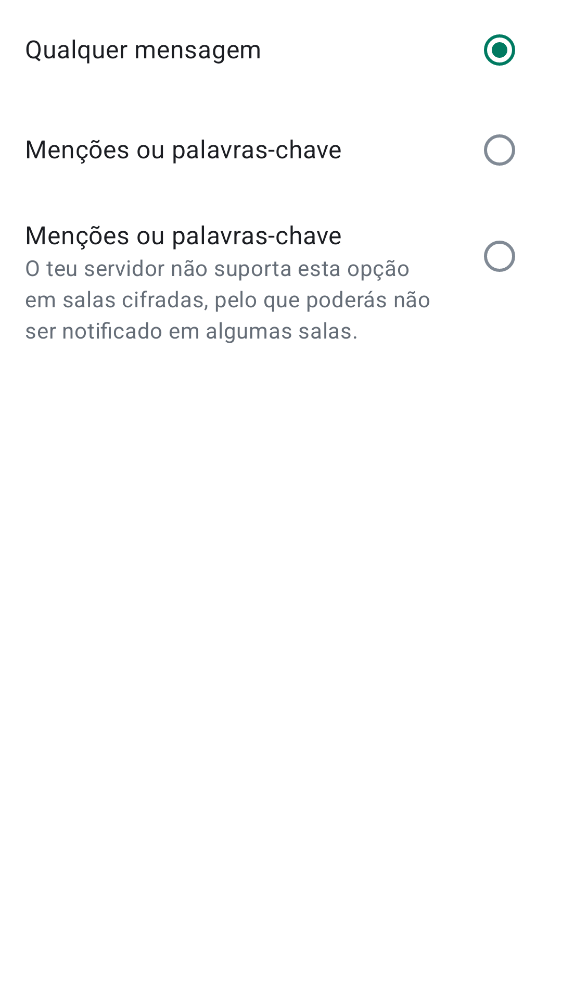 Qualquer mensagem
Menções ou palavras-chave
Menções ou palavras-chave
O teu servidor não suporta esta opção
em salas cifradas, pelo que poderás não
ser notificado em algumas salas.